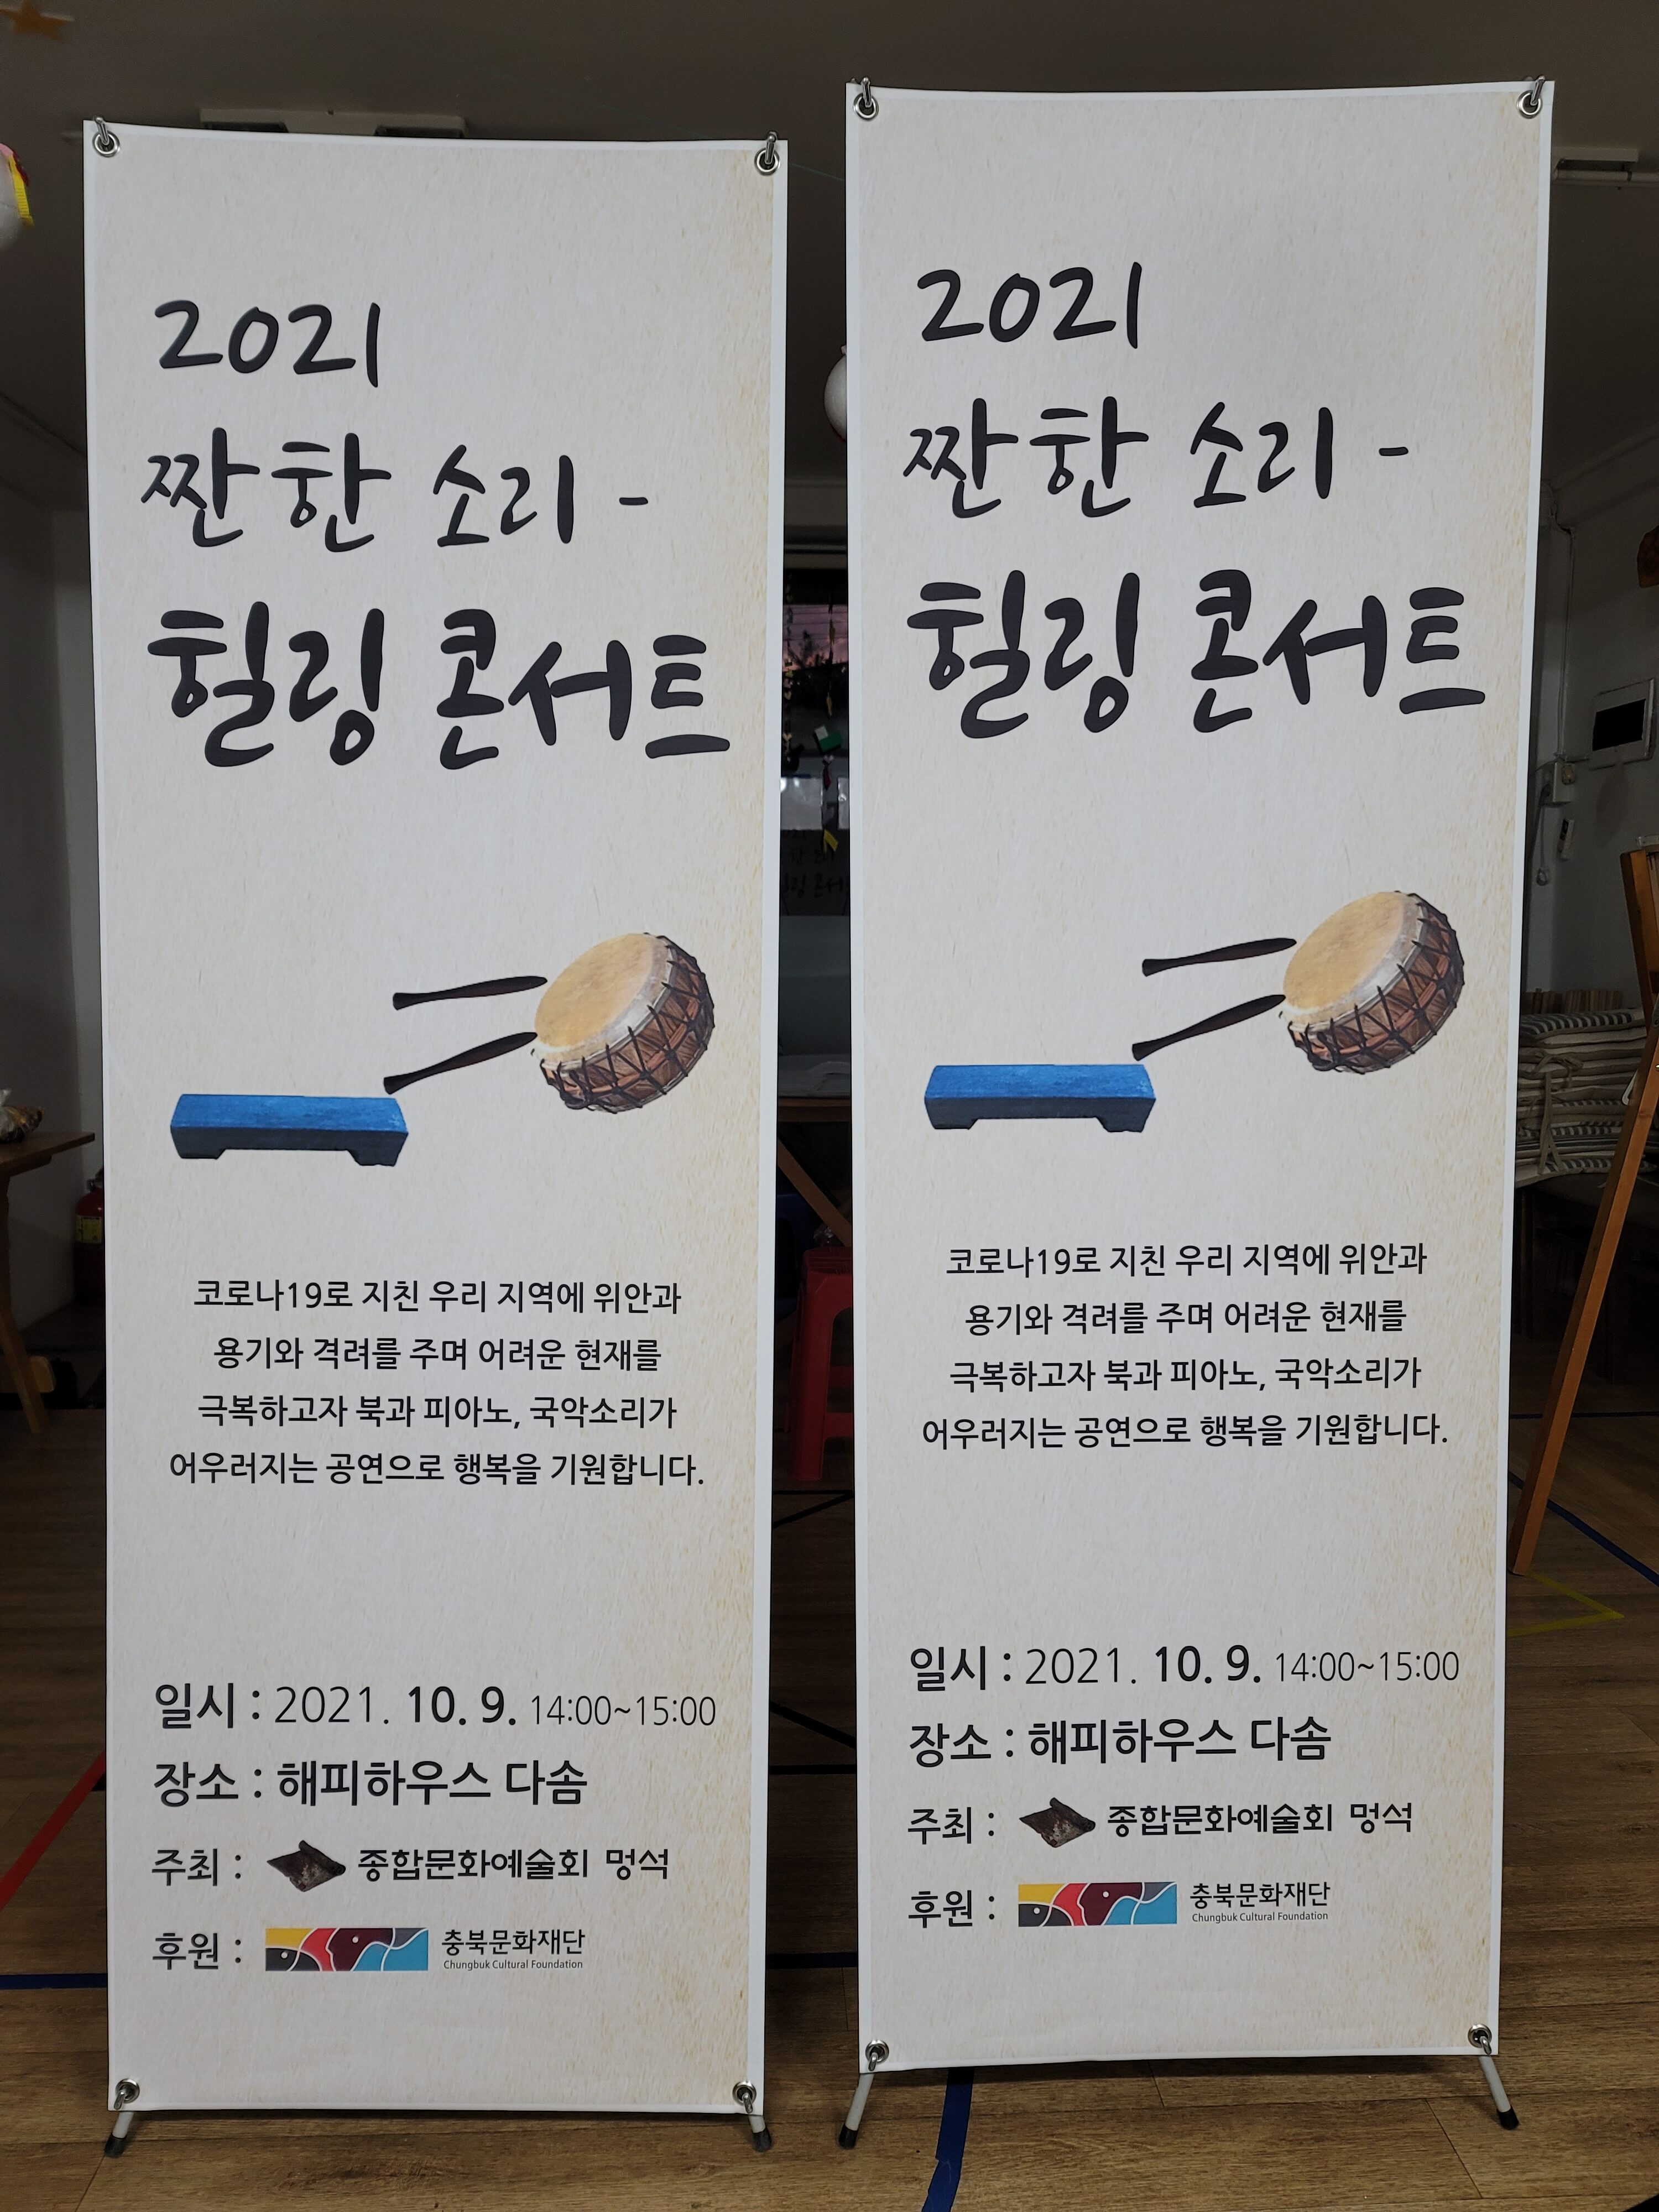 2021
짠한 소리 -
힐링 콘서트
코로나19로 지친 우리 지역에 위안과
용기와 격려를 주며 어려운 현재를
극복하고자 북과 피아노, 국악소리가
어우러지는 공연으로 행복을 기원합니다.
일시 : 2021. 10. 9. 14:00~15:00
장소 : 해피하우스 다솜
주최 : 종합문화예술회 멍석
후원 : 충북문화재단
Chungbuk Cultural Foundation
2021
짠한 소리 -
힐링 콘서트
코로나19로 지친 우리 지역에 위안과
용기와 격려를 주며 어려운 현재를
극복하고자 북과 피아노, 국악소리가
어우러지는 공연으로 행복을 기원합니다.
일시 : 2021. 10. 9. 14:00~15:00
장소 : 해피하우스 다솜
주최 : 종합문화예술회 멍석
후원 : 충북문화재단
Chungbuk Cultural Foundation